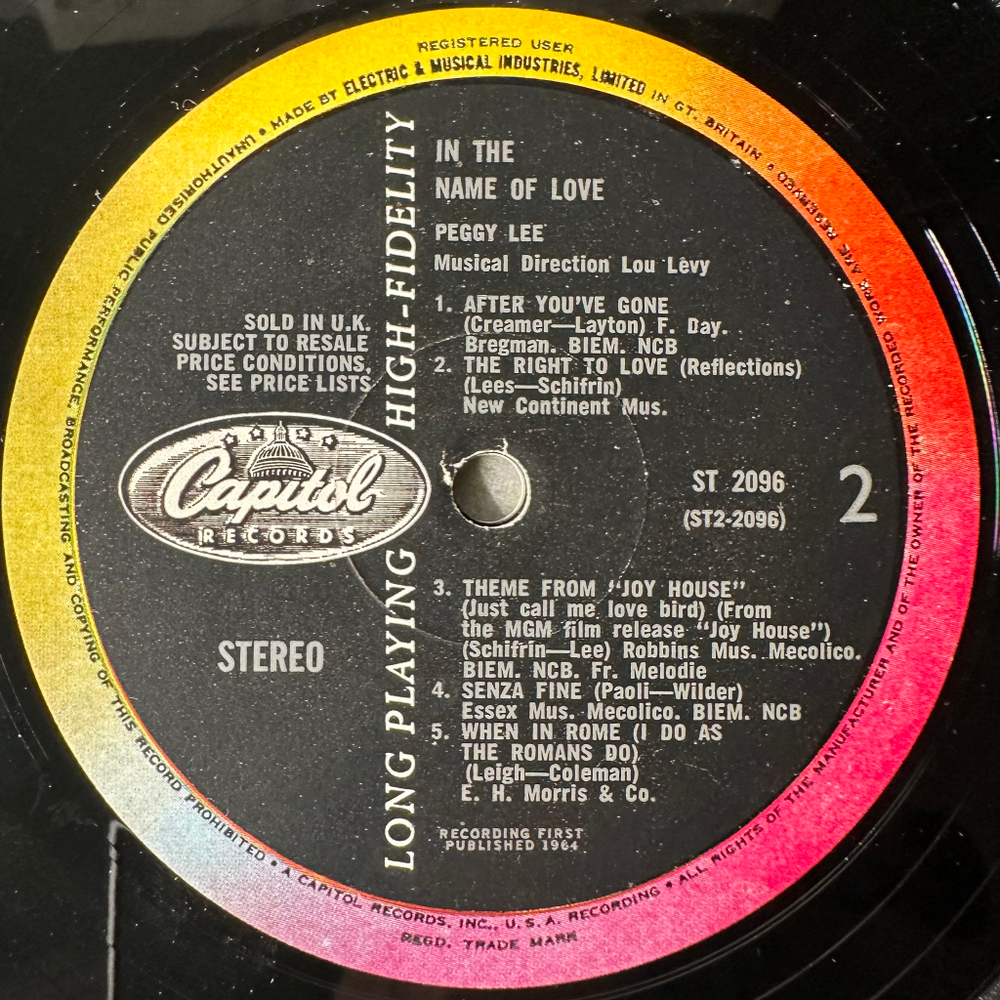 REGISTERED USER
MADE BY ELECTRIC & MUSICAL INDUSTRIES, LIMITED IN GT. BRITAIN • ALL RIGHTS OF THE MANUFACTURER AND OF THE OWNER OF THE RECORDED WORK ARE RESERVED • UNAUTHORISED PUBLIC PERFORMANCE, BROADCASTING AND COPYING OF THIS RECORD PROHIBITED • A CAPITOL RECORDS, INC., U.S.A. RECORDING •
REGD. TRADE MARK
LONG PLAYING HIGH-FIDELITY
IN THE
NAME OF LOVE
PEGGY LEE
Musical Direction Lou Levy
1. AFTER YOU'VE GONE
(Creamer—Layton) F. Day.
Bregman. BIEM. NCB
2. THE RIGHT TO LOVE (Reflections)
(Lees—Schifrin)
New Continent Mus.
SOLD IN U.K.
SUBJECT TO RESALE
PRICE CONDITIONS,
SEE PRICE LISTS
Capitol
RECORDS
ST 2096
(ST2-2096)
2
STEREO
3. THEME FROM "JOY HOUSE"
(Just call me love bird) (From
the MGM film release "Joy House")
(Schifrin—Lee) Robbins Mus. Mecolico.
BIEM. NCB. Fr. Melodie
4. SENZA FINE (Paoli—Wilder)
Essex Mus. Mecolico. BIEM. NCB
5. WHEN IN ROME (I DO AS
THE ROMANS DO)
(Leigh—Coleman)
E. H. Morris & Co.
RECORDING FIRST
PUBLISHED 1964